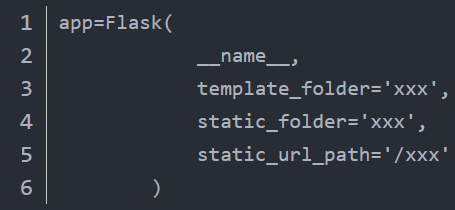 1 app=Flask(
2 __name__,
3 template_folder='xxx',
4 static_folder='xxx',
5 static_url_path='/xxx'
6 )